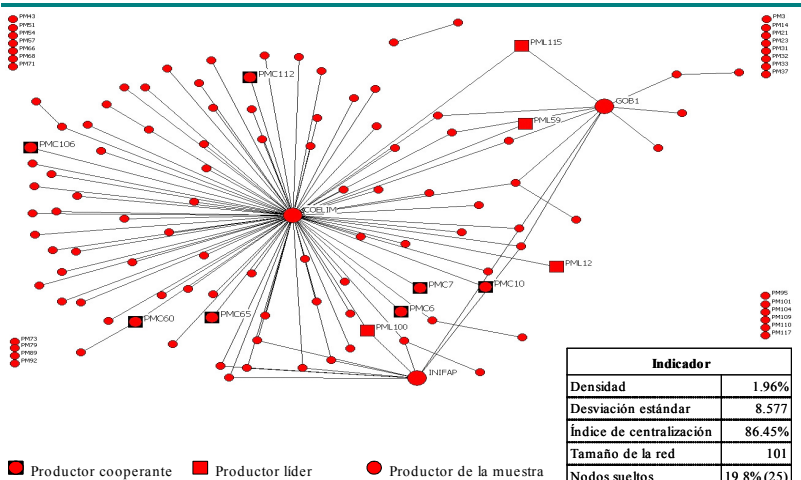 PM43
PM51
PM54
PM57
PM66
PM68
PM71
PM3
PM14
PM21
PM23
PM31
PM32
PM33
PM37
PML115
PMC112
GOB1
PML59
PMC106
COELIM
PML12
PMC7
PMC10
PMC6
PMC65
PMC60
PML100
PM95
PM101
PM104
PM109
PM110
PM117
PM73
PM79
PM89
PM92
INIFAP
Indicador
Densidad 1.96%
Desviación estándar 8.577
Índice de centralización 86.45%
Tamaño de la red 101
Nodos sueltos 19.8% (25)
Productor cooperante Productor líder Productor de la muestra